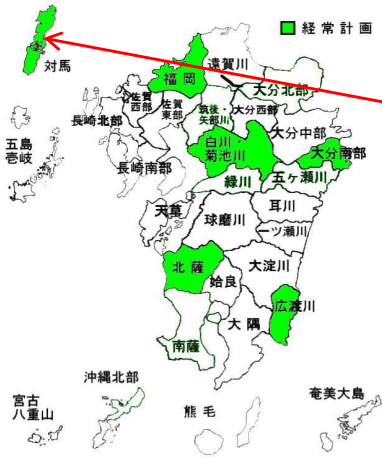 経常計画
対馬
福岡
遠賀川
大分北部
佐賀
西部
佐賀
東部
筑後・
矢部川
大分西部
大分中部
長崎北部
五島
壱岐
長崎南部
白川・
菊池川
大分南部
緑川
五ヶ瀬川
天草
球磨川
耳川
一ツ瀬川
北薩
姶良
大淀川
広渡川
大隅
南薩
沖縄北部
宮古
八重山
熊毛
奄美大島